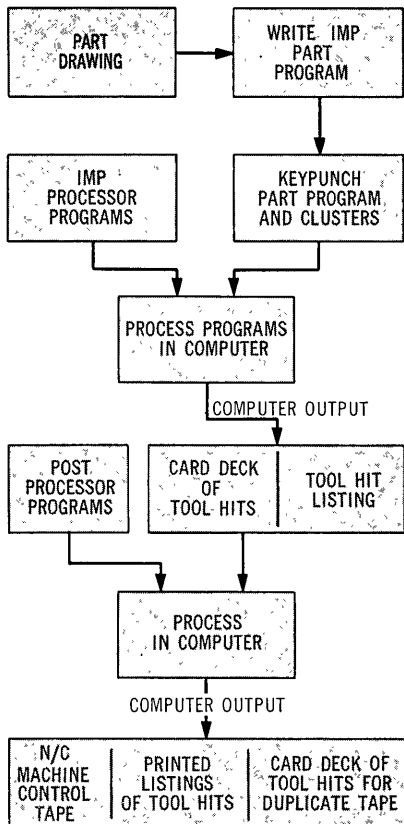 PART
DRAWING
WRITE IMP
PART
PROGRAM
IMP
PROCESSOR
PROGRAMS
KEYPUNCH
PART PROGRAM
AND CLUSTERS
PROCESS PROGRAMS
IN COMPUTER
COMPUTER OUTPUT
POST
PROCESSOR
PROGRAMS
CARD DECK
OF
TOOL HITS
TOOL HIT
LISTING
PROCESS
IN COMPUTER
COMPUTER OUTPUT
N/C
MACHINE
CONTROL
TAPE
PRINTED
LISTINGS
OF TOOL HITS
CARD DECK OF
TOOL HITS FOR
DUPLICATE TAPE